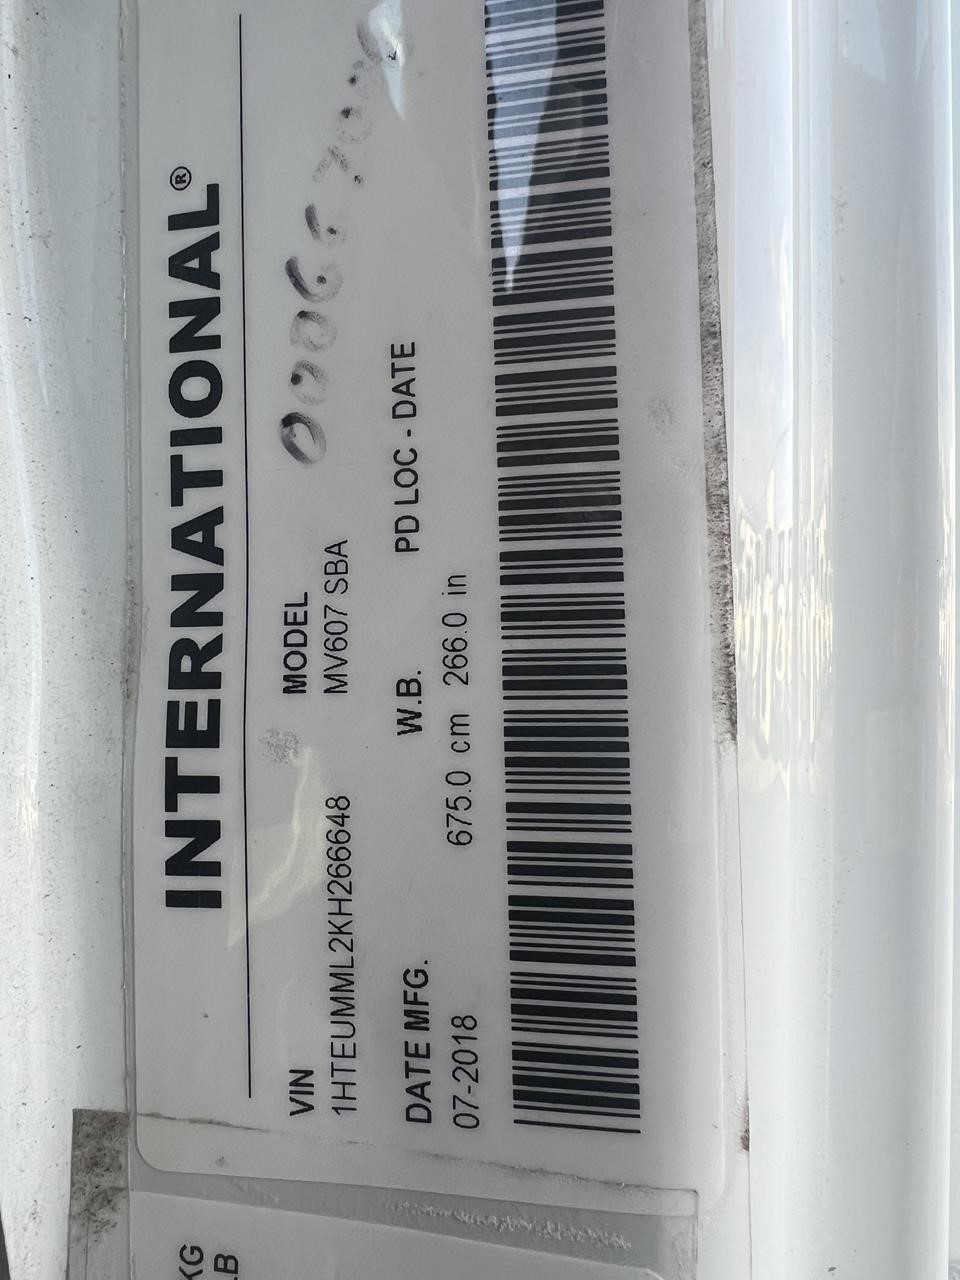 INTERNATIONAL®
VIN MODEL
1HTEUMML2KH266648 MV607 SBA
DATE MFG. W.B. PD LOC - DATE
07-2018 675.0 cm 266.0 in
KG
LB